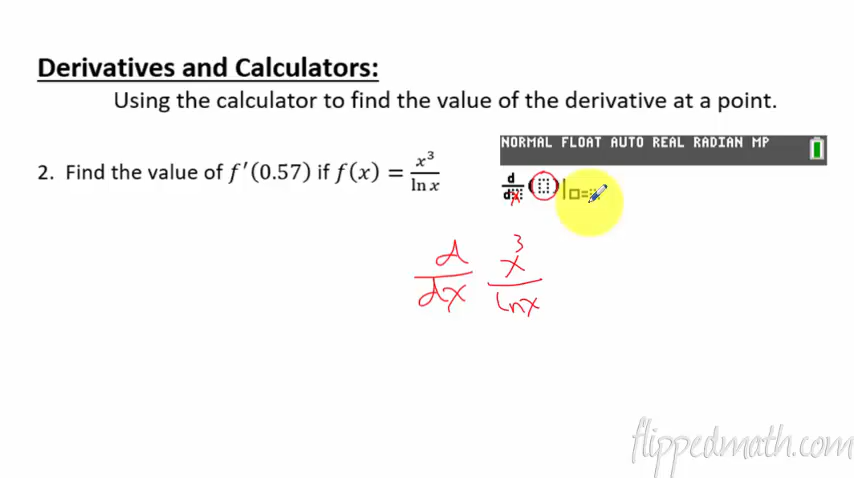 Derivatives and Calculators:
Using the calculator to find the value of the derivative at a point.
NORMAL FLOAT AUTO REAL RADIAN MP
2. Find the value of f′(0.57) if f(x) = x³/ln x
d/dx(⬚)|□=⬚
d/dx x³/lnx
flippedmath.com